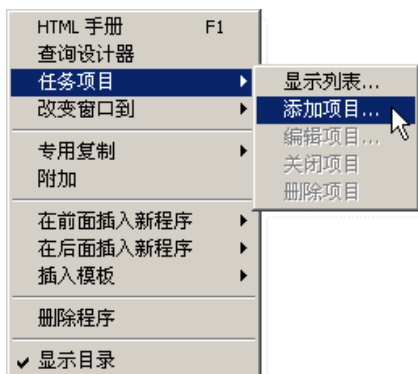 HTML 手册 F1
查询设计器
任务项目
改变窗口到
专用复制
附加
在前面插入新程序
在后面插入新程序
插入模板
删除程序
显示目录
显示列表...
添加项目...
编辑项目...
关闭项目
删除项目